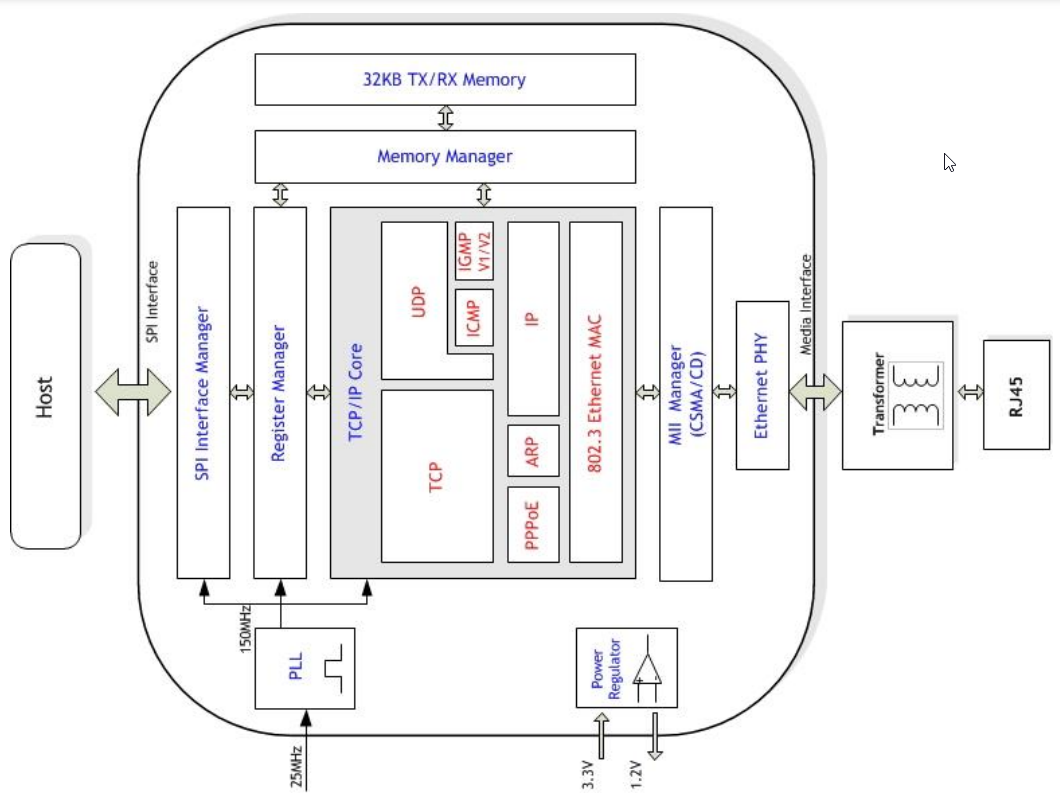 32KB TX/RX Memory
Memory Manager
Host
SPI Interface
SPI Interface Manager
Register Manager
TCP/IP Core
UDP
IGMP
V1/V2
ICMP
IP
TCP
ARP
PPPoE
802.3 Ethernet MAC
MII Manager
(CSMA/CD)
Ethernet PHY
Media Interface
Transformer
RJ45
150MHz
PLL
25MHz
Power
Regulator
+
-
3.3V
1.2V